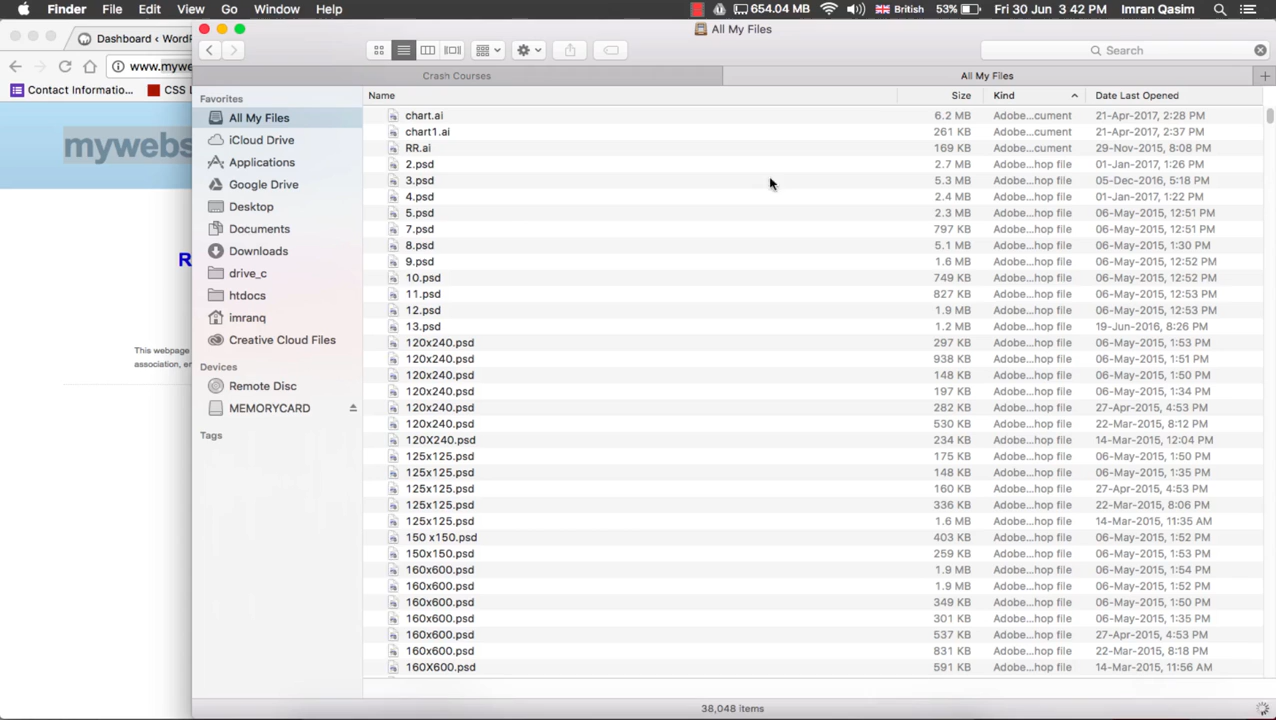 Finder File Edit View Go Window Help 654.04 MB British 53% Fri 30 Jun 3:42 PM Imran Qasim
Dashboard ‹ WordP
All My Files
www.mywe
Search
Contact Informatio... CSS L
Crash Courses All My Files
Favorites
All My Files
iCloud Drive
Applications
Google Drive
Desktop
Documents
Downloads
drive_c
htdocs
imranq
Creative Cloud Files
Devices
Remote Disc
MEMORYCARD
Tags
mywebs
R
This webpage
association, er
Name Size Kind Date Last Opened
chart.ai 6.2 MB Adobe...cument 21-Apr-2017, 2:28 PM
chart1.ai 261 KB Adobe...cument 21-Apr-2017, 2:37 PM
RR.ai 169 KB Adobe...cument 29-Nov-2015, 8:08 PM
2.psd 2.7 MB Adobe...hop file 01-Jan-2017, 1:26 PM
3.psd 5.3 MB Adobe...hop file 05-Dec-2016, 5:18 PM
4.psd 2.4 MB Adobe...hop file 01-Jan-2017, 1:22 PM
5.psd 2.3 MB Adobe...hop file 06-May-2015, 12:51 PM
7.psd 797 KB Adobe...hop file 06-May-2015, 12:51 PM
8.psd 5.1 MB Adobe...hop file 06-May-2015, 1:30 PM
9.psd 1.6 MB Adobe...hop file 06-May-2015, 12:52 PM
10.psd 749 KB Adobe...hop file 06-May-2015, 12:52 PM
11.psd 827 KB Adobe...hop file 06-May-2015, 12:53 PM
12.psd 1.9 MB Adobe...hop file 06-May-2015, 12:53 PM
13.psd 1.2 MB Adobe...hop file 19-Jun-2016, 8:26 PM
120x240.psd 297 KB Adobe...hop file 06-May-2015, 1:53 PM
120x240.psd 938 KB Adobe...hop file 06-May-2015, 1:51 PM
120x240.psd 148 KB Adobe...hop file 06-May-2015, 1:50 PM
120x240.psd 197 KB Adobe...hop file 06-May-2015, 1:34 PM
120x240.psd 282 KB Adobe...hop file 27-Apr-2015, 4:53 PM
120x240.psd 530 KB Adobe...hop file 22-Mar-2015, 8:12 PM
120X240.psd 234 KB Adobe...hop file 14-Mar-2015, 12:04 PM
125x125.psd 175 KB Adobe...hop file 06-May-2015, 1:50 PM
125x125.psd 148 KB Adobe...hop file 06-May-2015, 1:35 PM
125x125.psd 160 KB Adobe...hop file 27-Apr-2015, 4:53 PM
125x125.psd 336 KB Adobe...hop file 22-Mar-2015, 8:06 PM
125x125.psd 1.6 MB Adobe...hop file 14-Mar-2015, 11:35 AM
150 x150.psd 403 KB Adobe...hop file 06-May-2015, 1:52 PM
150x150.psd 259 KB Adobe...hop file 06-May-2015, 1:53 PM
160x600.psd 1.9 MB Adobe...hop file 06-May-2015, 1:54 PM
160x600.psd 1.9 MB Adobe...hop file 06-May-2015, 1:52 PM
160x600.psd 349 KB Adobe...hop file 06-May-2015, 1:50 PM
160x600.psd 301 KB Adobe...hop file 06-May-2015, 1:35 PM
160x600.psd 537 KB Adobe...hop file 27-Apr-2015, 4:53 PM
160x600.psd 831 KB Adobe...hop file 22-Mar-2015, 8:18 PM
160X600.psd 591 KB Adobe...hop file 14-Mar-2015, 11:56 AM
38,048 items